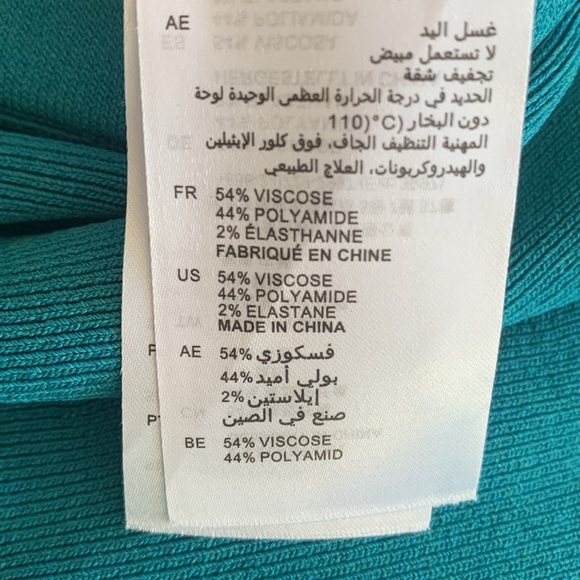 AE غسل اليد
لا تستعمل مبيض
تجفيف شقة
الحديد في درجة الحرارة العظمى الوحيدة لوحة
دون البخار (110°C)
المهنية التنظيف الجاف، فوق كلور الإيثيلين
والهيدروكربونات، العلاج الطبيعي
FR 54% VISCOSE
44% POLYAMIDE
2% ÉLASTHANNE
FABRIQUÉ EN CHINE
US 54% VISCOSE
44% POLYAMIDE
2% ELASTANE
MADE IN CHINA
AE 54% فسكوزي
44% بولي أميد
2% إيلاستين
صنع في الصين
BE 54% VISCOSE
44% POLYAMID